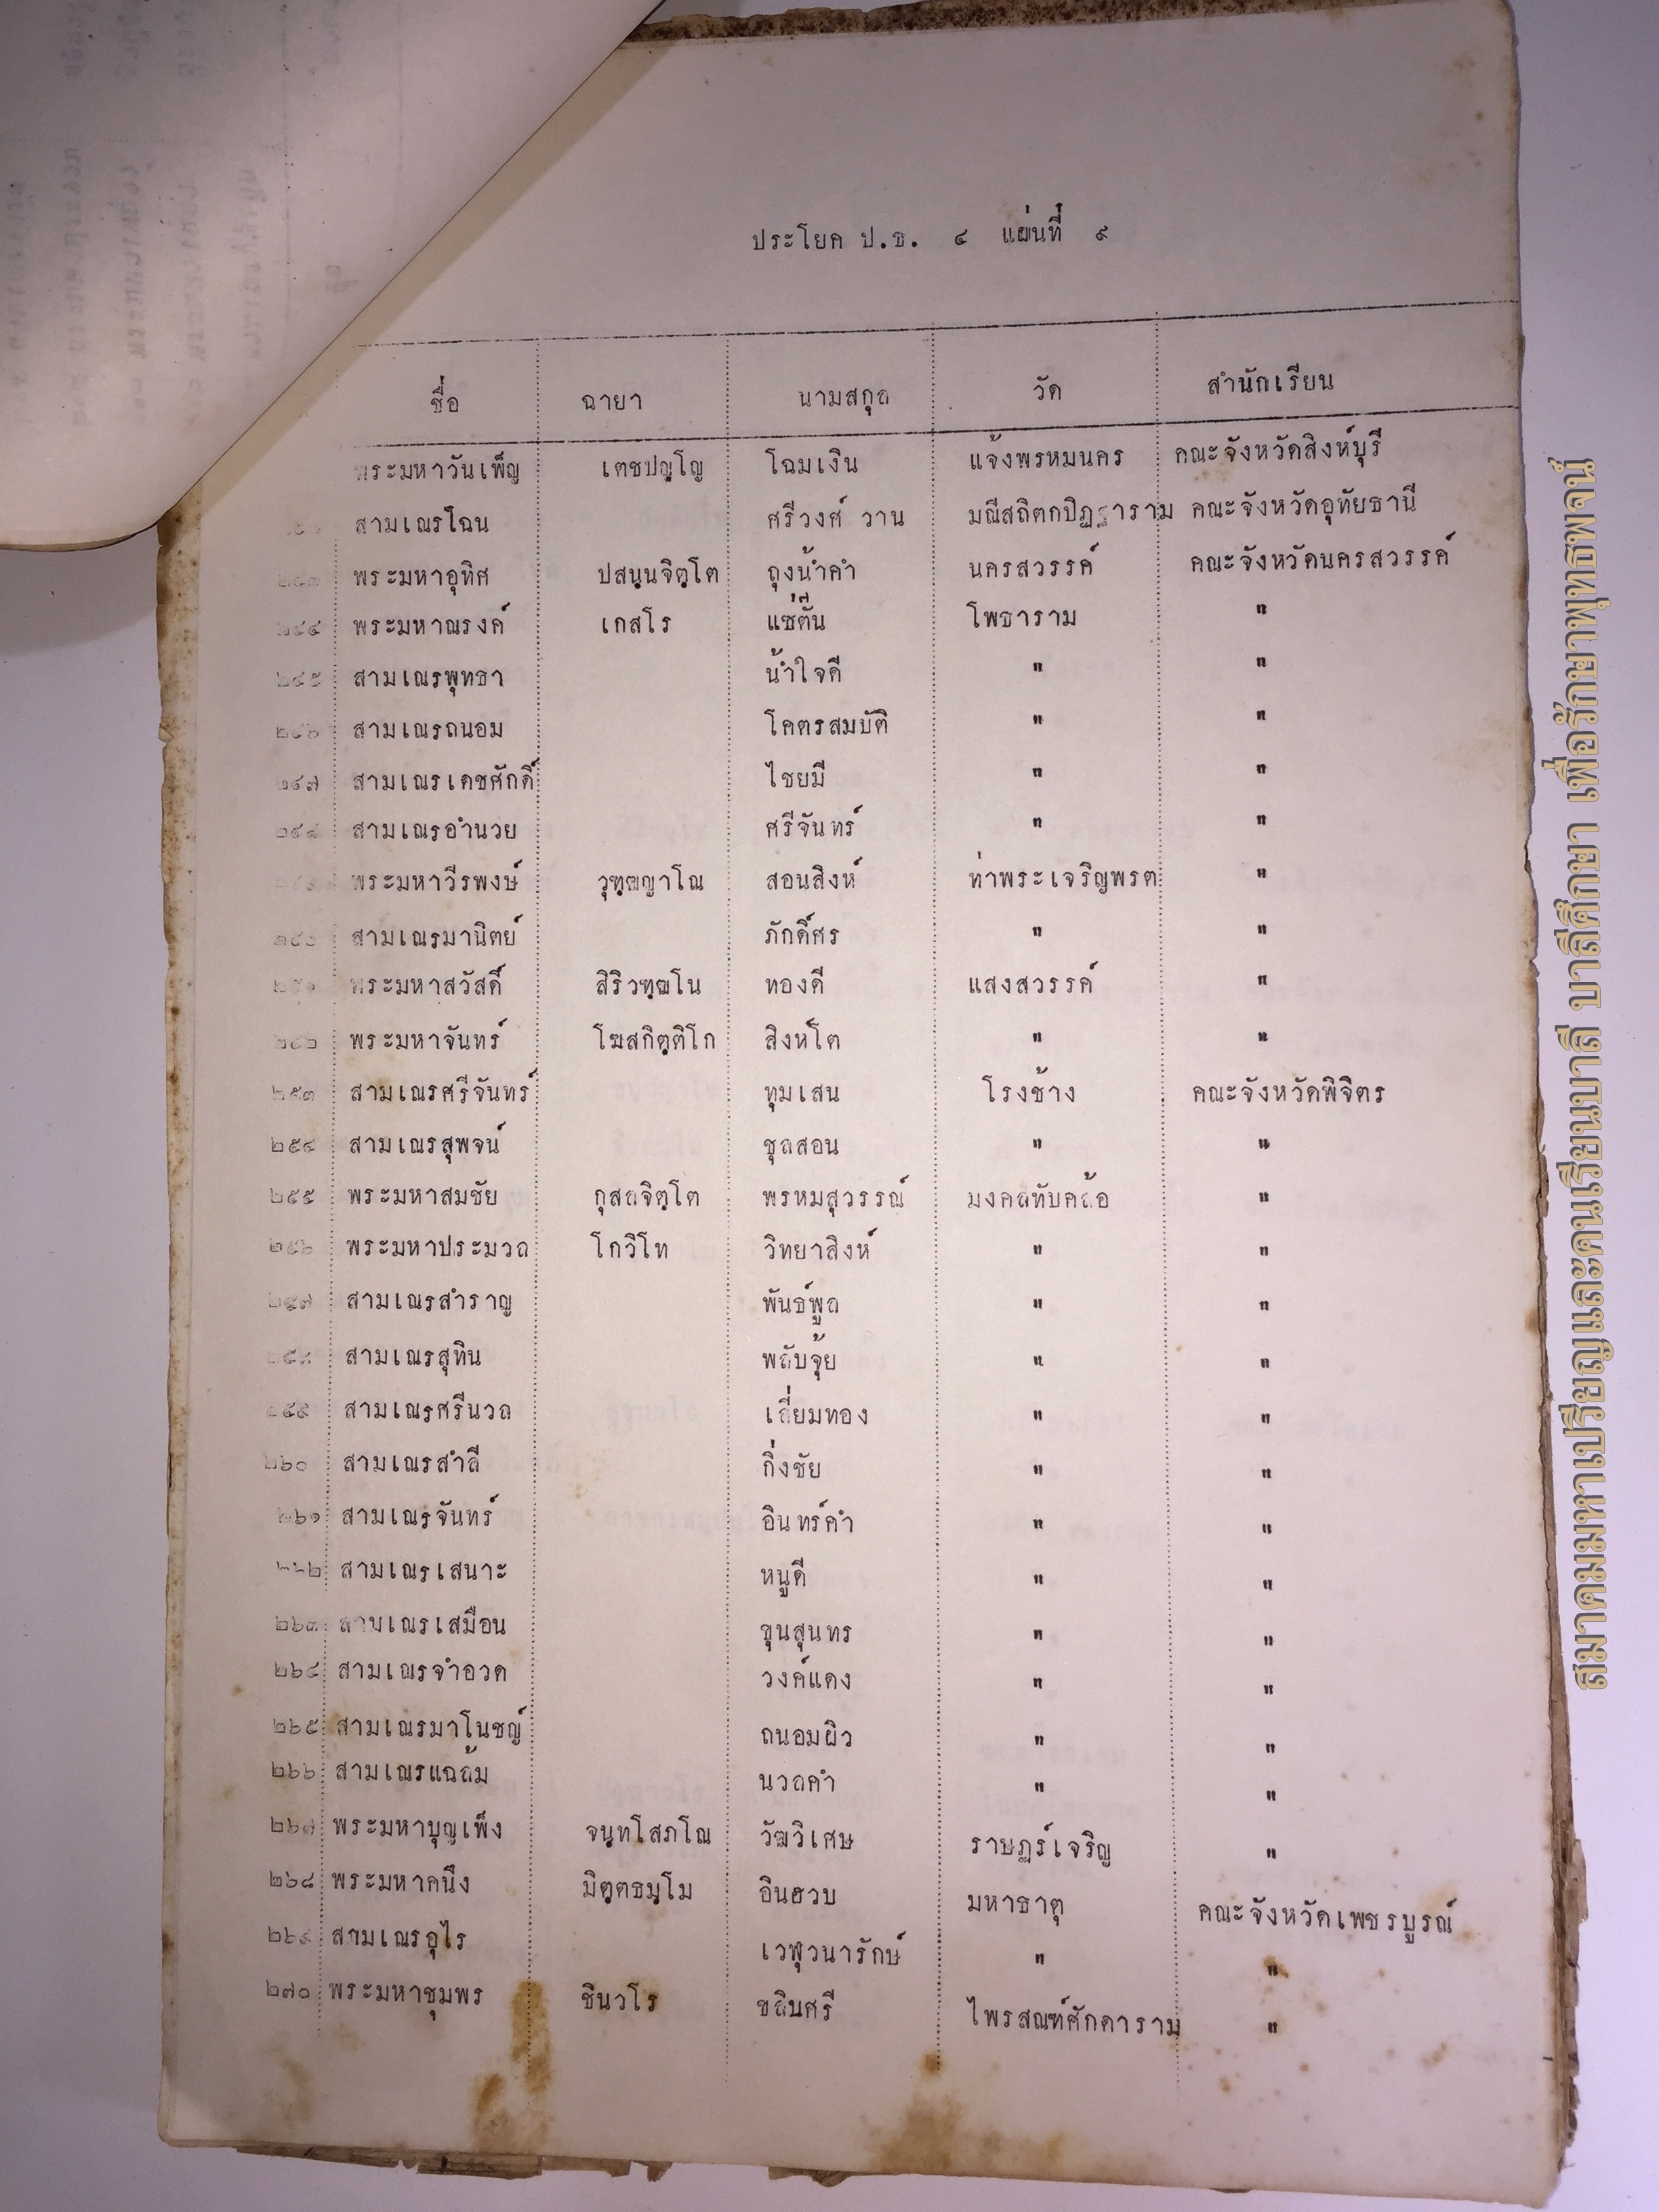 ประโยค ป.ธ. ๔ แผ่นที่ ๙
ชื่อ ฉายา นามสกุล วัด สำนักเรียน
พระมหาวันเพ็ญ เตชปญฺโญ โฉมเงิน แจ้งพรหมนคร คณะจังหวัดสิงห์บุรี
สามเณรโฉน ศรีวงศ์ วาน มณีสถิตกปิฏฐาราม คณะจังหวัดอุทัยธานี
๒๔๓ พระมหาอุทิศ ปสนฺนจิตฺโต ถุงน้ำคำ นครสวรรค์ คณะจังหวัดนครสวรรค์
๒๔๔ พระมหาณรงค์ เกสโร แซ่ตั๊น โพธาราม "
๒๔๕ สามเณรพุทธา น้ำใจดี " "
๒๔๖ สามเณรถนอม โคตรสมบัติ " "
๒๔๗ สามเณรเดชศักดิ์ ไชยมี " "
๒๔๘ สามเณรอำนวย ศรีจันทร์ " "
๒๔๙ พระมหาวีรพงษ์ วุฑฺฒญาโณ สอนสิงห์ ท่าพระเจริญพรต "
๒๕๐ สามเณรมานิตย์ ภักดิ์ศร " "
๒๕๑ พระมหาสวัสดิ์ สิริวฑฺฒโน ทองดี แสงสวรรค์ "
๒๕๒ พระมหาจันทร์ โฆสกิตฺติโก สิงห์โต " "
๒๕๓ สามเณรศรีจันทร์ ทุมเสน โรงช้าง คณะจังหวัดพิจิตร
๒๕๔ สามเณรสุพจน์ ชุลสอน " "
๒๕๕ พระมหาสมชัย กุสลจิตฺโต พรหมสุวรรณ์ มงคลทับคล้อ "
๒๕๖ พระมหาประมวล โกวิโท วิทยาสิงห์ " "
๒๕๗ สามเณรสำราญ พันธ์พูล " "
๒๕๘ สามเณรสุทิน พลับจุ้ย " "
๒๕๙ สามเณรศรีนวล เลี่ยมทอง " "
๒๖๐ สามเณรสำลี กิ่งชัย " "
๒๖๑ สามเณรจันทร์ อินทร์คำ " "
๒๖๒ สามเณรเสนาะ หนูดี " "
๒๖๓ สามเณรเสมือน ขุนสุนทร " "
๒๖๔ สามเณรจำอวด วงค์แดง " "
๒๖๕ สามเณรมาโนชญ์ ถนอมผิว " "
๒๖๖ สามเณรแฉล้ม นวลคำ " "
๒๖๗ พระมหาบุญเพ็ง จนฺทโสภโณ วัฒวิเศษ ราษฎร์เจริญ "
๒๖๘ พระมหาคนึง มิตฺตธมฺโม อินฮวบ มหาธาตุ คณะจังหวัดเพชรบูรณ์
๒๖๙ สามเณรอุไร เวฬุวนารักษ์ " "
๒๗๐ พระมหาชุมพร ชินวโร ขลิบศรี ไพรสณฑ์ศักดาราม "
สมาคมมหาเปรียญและคนเรียนบาลี บาลีศึกษา เพื่อรักษาพุทธพจน์